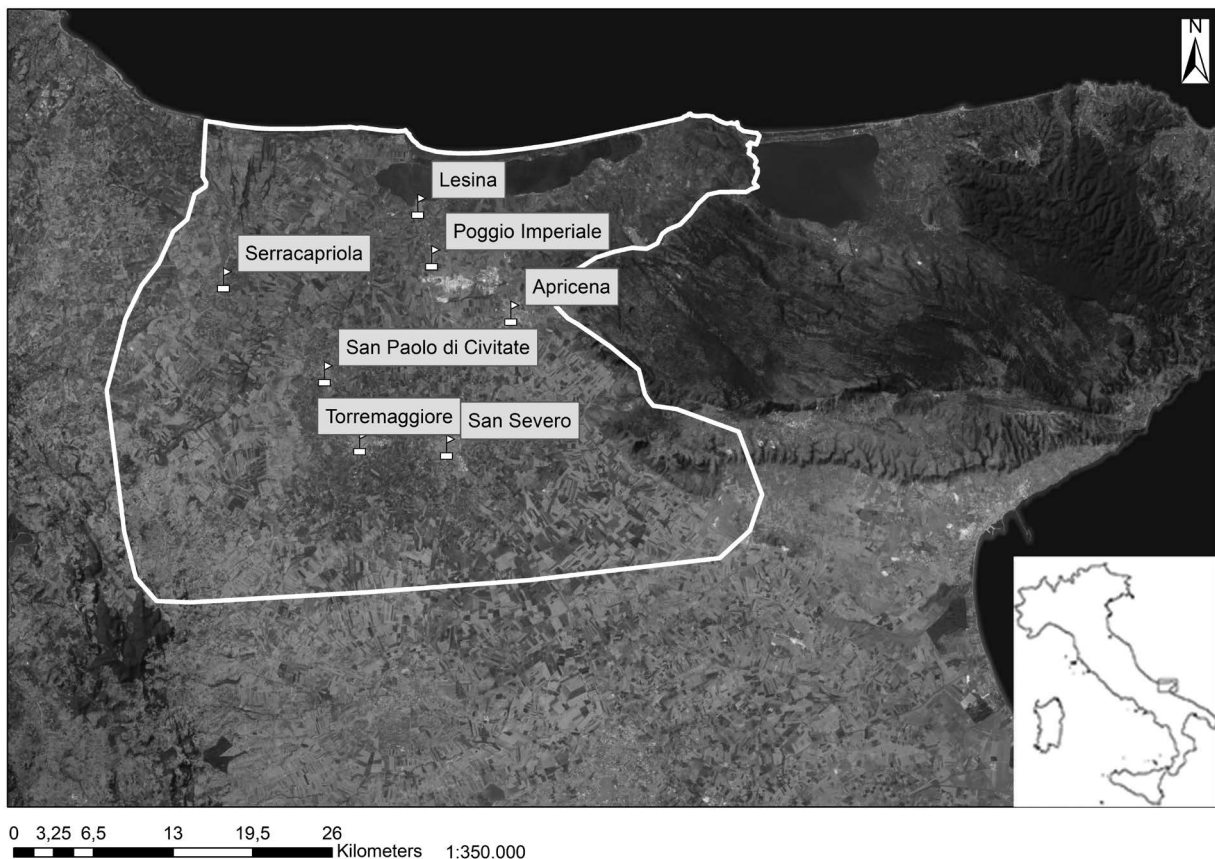 N
Lesina
Poggio Imperiale
Serracapriola
Apricena
San Paolo di Civitate
Torremaggiore
San Severo
0 3,25 6,5 13 19,5 26
Kilometers 1:350.000